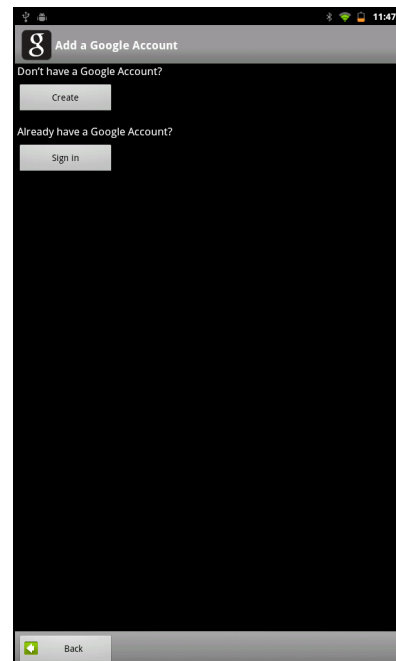 11:47
g Add a Google Account
Don't have a Google Account?
Create
Already have a Google Account?
Sign in
Back